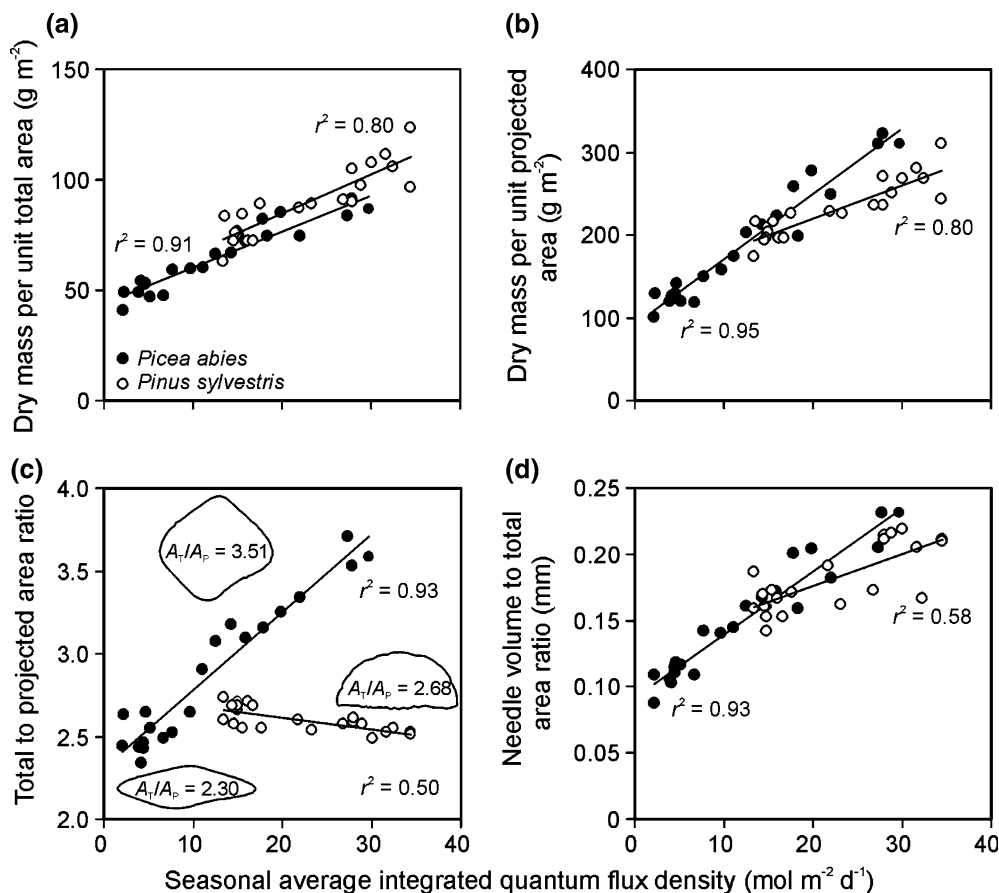 (a)
Dry mass per unit total area (g m-2)
150
100
50
0
r2 = 0.80
r2 = 0.91
Picea abies
Pinus sylvestris
(b)
Dry mass per unit projected
area (g m-2)
400
300
200
100
0
r2 = 0.80
r2 = 0.95
(c)
Total to projected area ratio
4.0
3.5
3.0
2.5
2.0
AT/AP = 3.51
r2 = 0.93
AT/AP = 2.68
AT/AP = 2.30
r2 = 0.50
0 10 20 30 40
(d)
Needle volume to total
area ratio (mm)
0.25
0.20
0.15
0.10
0.05
0
r2 = 0.58
r2 = 0.93
0 10 20 30 40
Seasonal average integrated quantum flux density (mol m-2 d-1)